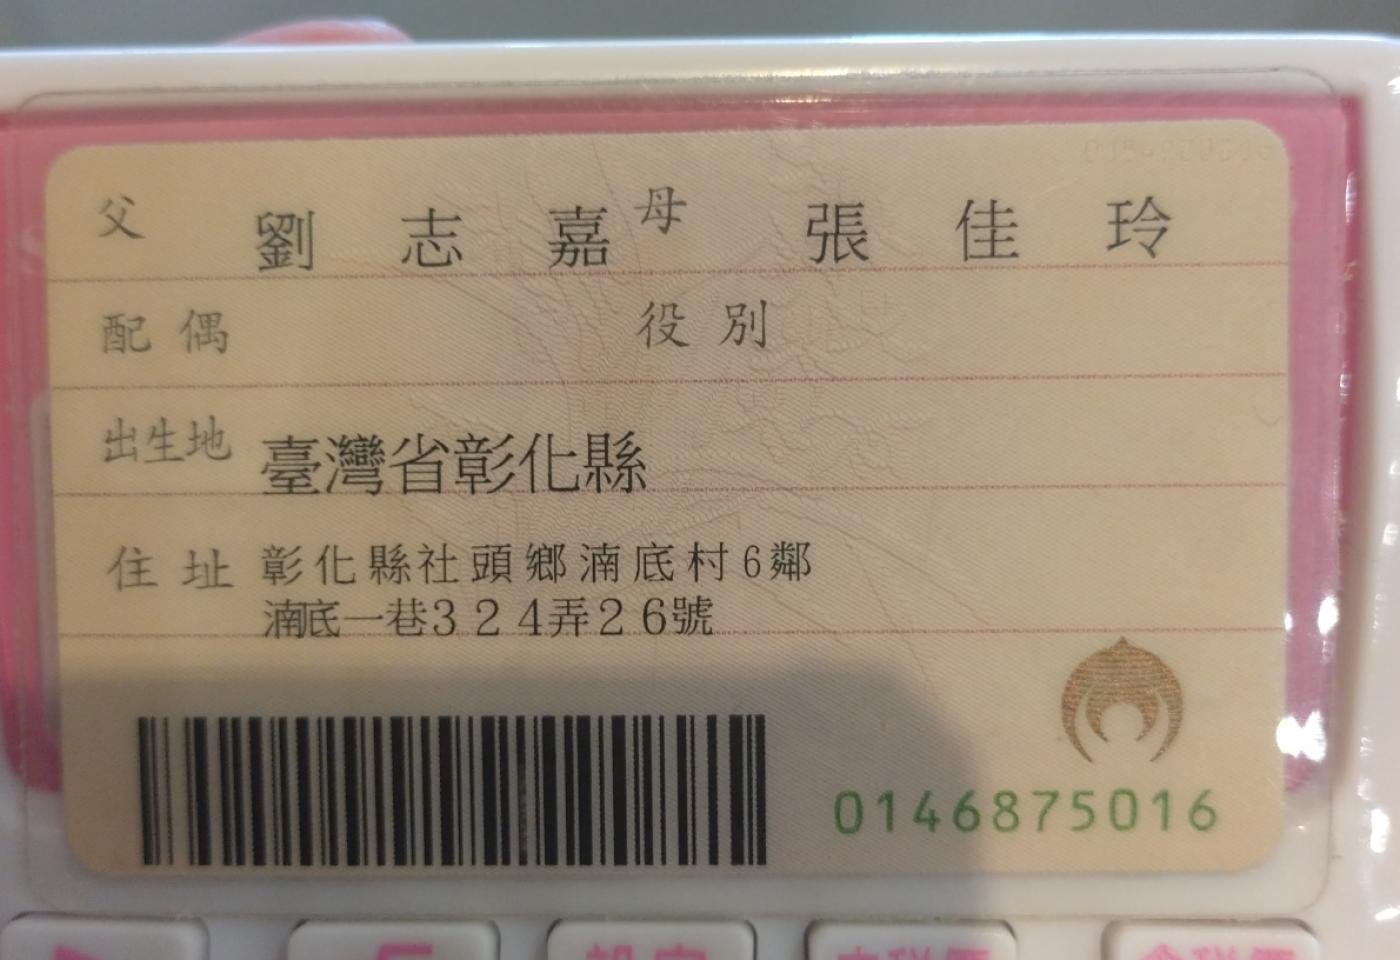 父 劉志嘉 母 張佳玲
配偶 役別
出生地 臺灣省彰化縣
住址 彰化縣社頭鄉湳底村6鄰
湳底一巷324弄26號
0146875016
設定